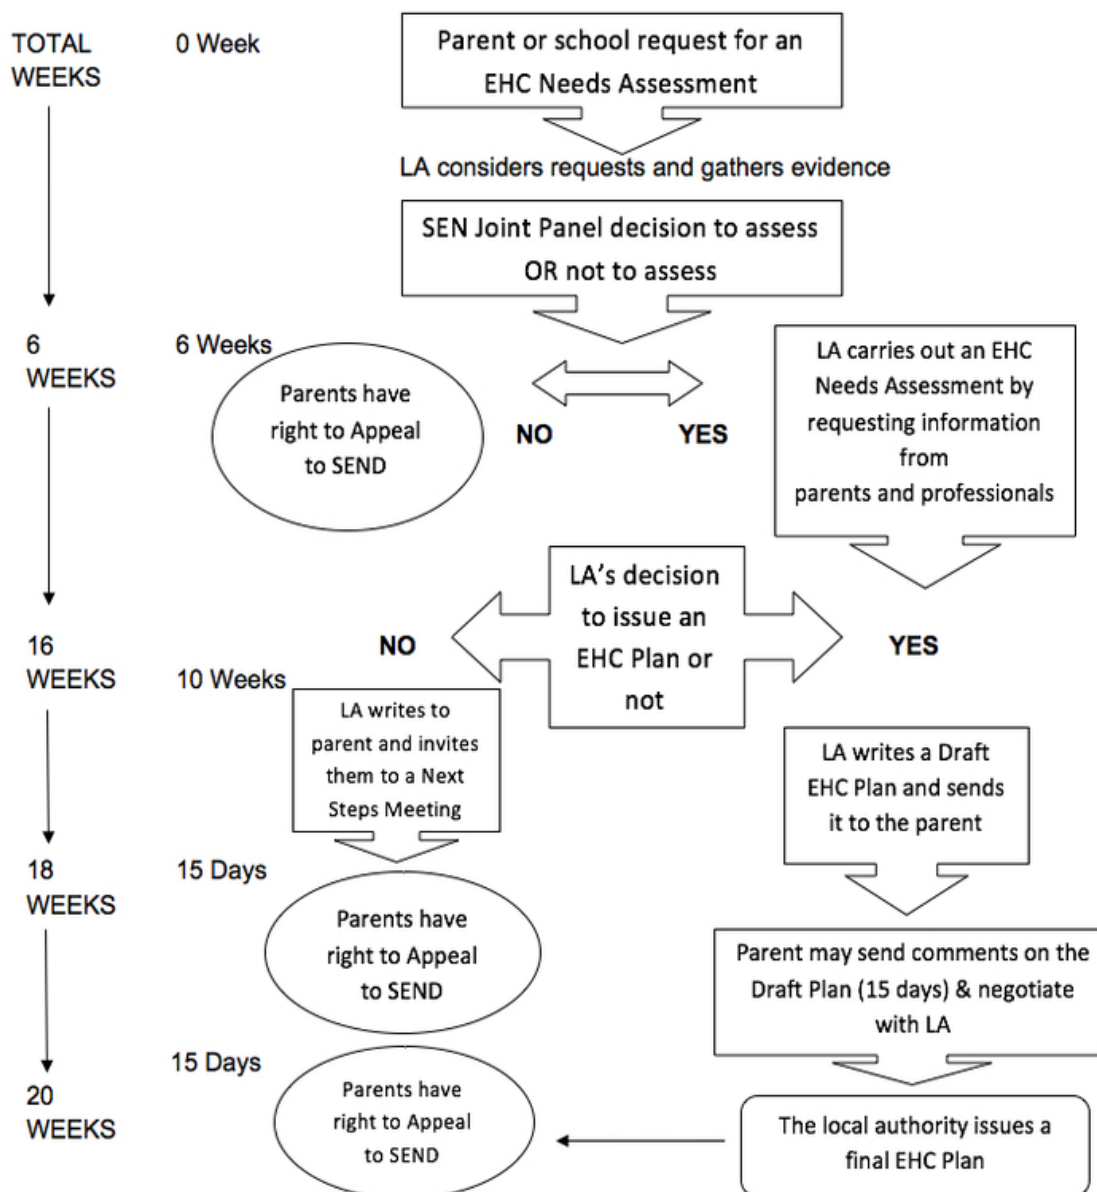 TOTAL
WEEKS
0 Week
Parent or school request for an
EHC Needs Assessment
LA considers requests and gathers evidence
SEN Joint Panel decision to assess
OR not to assess
6
WEEKS
6 Weeks
Parents have
right to Appeal
to SEND
NO
YES
LA carries out an EHC
Needs Assessment by
requesting information
from
parents and professionals
LA's decision
to issue an
EHC Plan or
not
NO
YES
16
WEEKS
10 Weeks
LA writes to
parent and invites
them to a Next
Steps Meeting
LA writes a Draft
EHC Plan and sends
it to the parent
18
WEEKS
15 Days
Parents have
right to Appeal
to SEND
Parent may send comments on the
Draft Plan (15 days) & negotiate
with LA
20
WEEKS
15 Days
Parents have
right to Appeal
to SEND
The local authority issues a
final EHC Plan